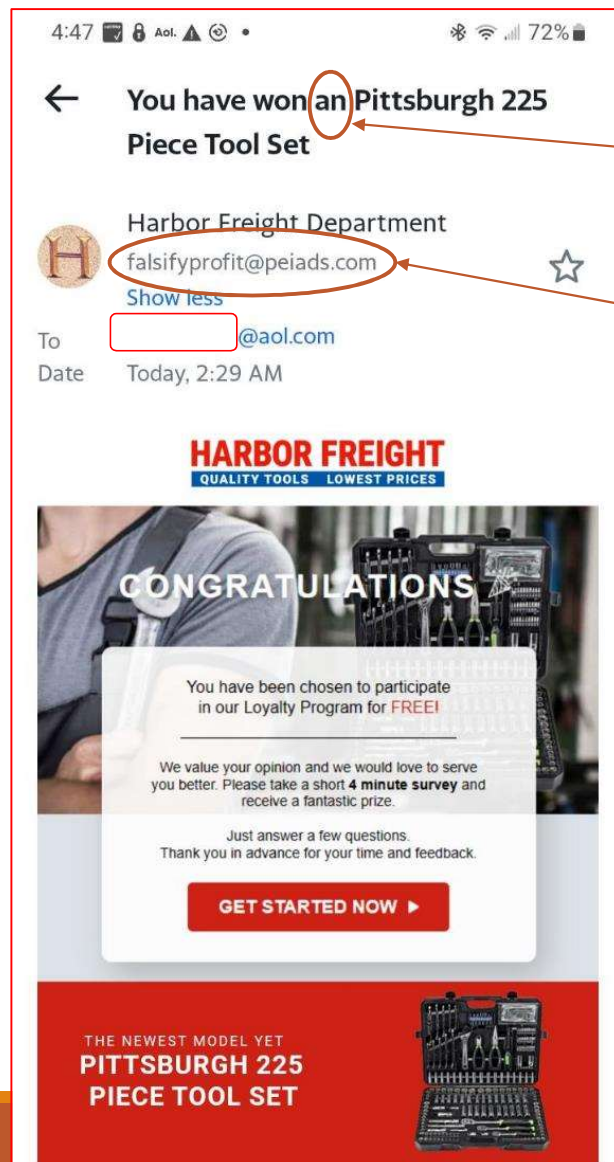 4:47 Aol.
72%
You have won an Pittsburgh 225
Piece Tool Set
H
Harbor Freight Department
falsifyprofit@peiads.com
Show less
To @aol.com
Date Today, 2:29 AM
HARBOR FREIGHT
QUALITY TOOLS LOWEST PRICES
CONGRATULATIONS
You have been chosen to participate
in our Loyalty Program for FREE!
We value your opinion and we would love to serve
you better. Please take a short 4 minute survey and
receive a fantastic prize.
Just answer a few questions.
Thank you in advance for your time and feedback.
GET STARTED NOW
THE NEWEST MODEL YET
PITTSBURGH 225
PIECE TOOL SET